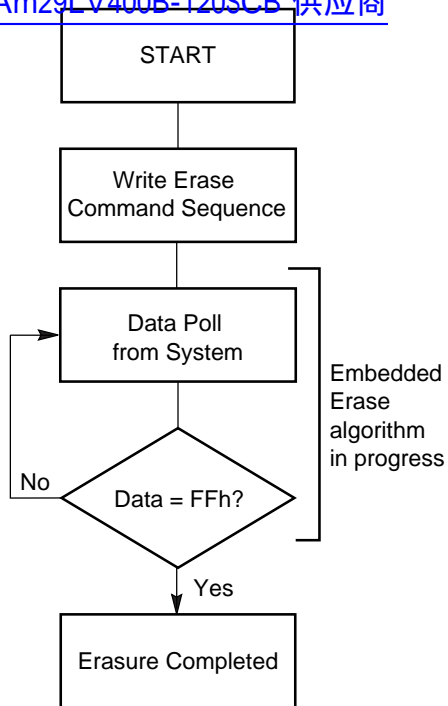 Am29LV400B-120SCB 供应商
START
Write Erase
Command Sequence
Data Poll
from System
Embedded
Erase
algorithm
in progress
No
Data = FFh?
Yes
Erasure Completed